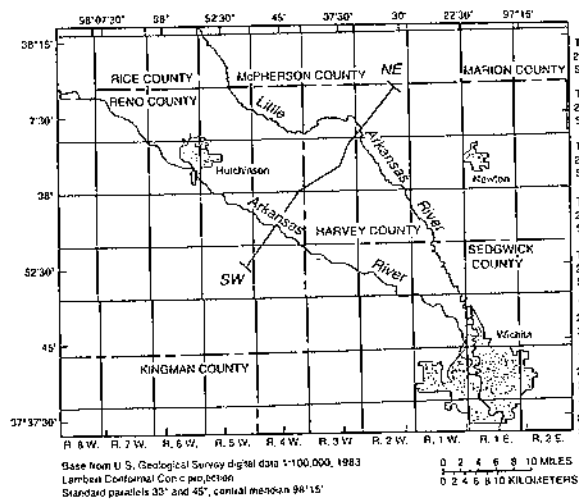 98°07'30" 98° 52'30" 45' 37'30" 30' 22'30" 97°15'
38°15'
RICE COUNTY McPHERSON COUNTY NE MARION COUNTY
RENO COUNTY
Little
7'30"
Arkansas
Hutchinson
Newton
38'
Arkansas
River
HARVEY COUNTY
SEDGWICK
COUNTY
River
52'30"
SW
Wichita
45'
KINGMAN COUNTY
37°37'30"
R. 8 W. R. 7 W. R. 6 W. R. 5 W. R. 4 W. R. 3 W. R. 2 W. R. 1 W. R. 1 E. R. 2 E.
Base from U.S. Geological Survey digital data 1:100,000, 1983
Lambert Conformal Conic projection
Standard parallels 33° and 45°, central meridian 98°15'
0 2 4 6 8 10 MILES
0 2 4 6 8 10 KILOMETERS